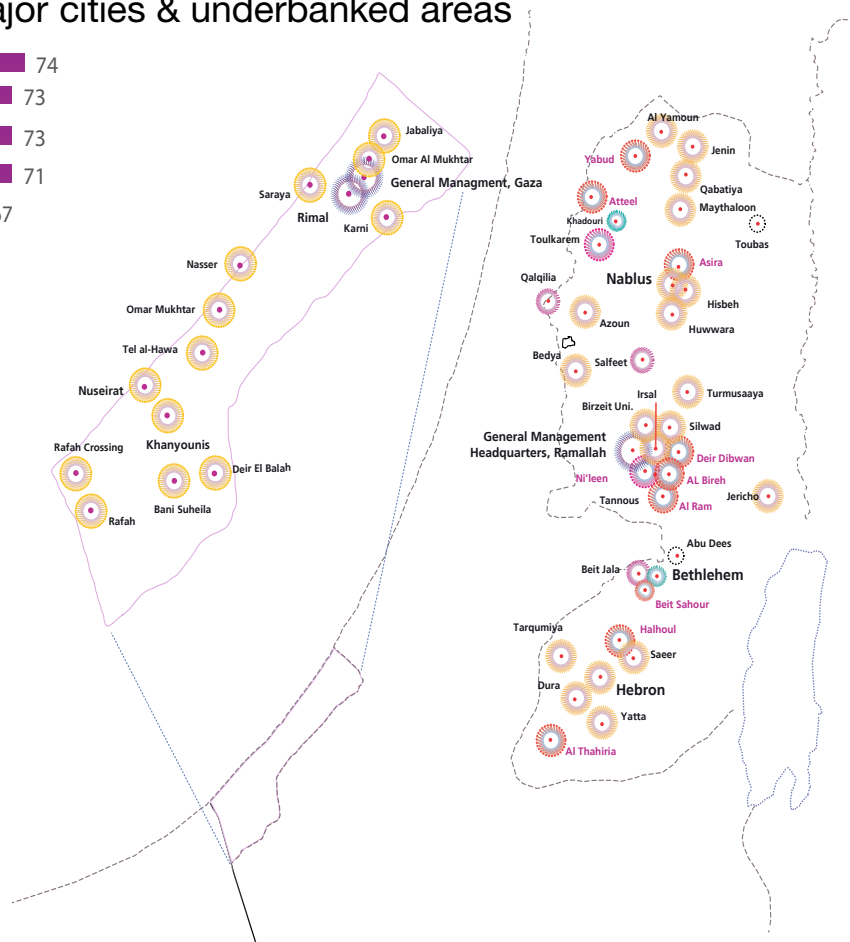 ajor cities & underbanked areas
74
73
73
71
67
Jabaliya
Omar Al Mukhtar
General Managment, Gaza
Saraya
Rimal
Karni
Nasser
Omar Mukhtar
Tel al-Hawa
Nuseirat
Khanyounis
Rafah Crossing
Deir El Balah
Bani Suheila
Rafah
Al Yamoun
Jenin
Yabud
Qabatiya
Atteel
Maythaloon
Khadouri
Toulkarem
Toubas
Asira
Nablus
Qalqilia
Hisbeh
Azoun
Huwwara
Bedya
Salfeet
Irsal
Turmusaaya
Birzeit Uni.
Silwad
General Management
Headquarters, Ramallah
Deir Dibwan
Ni'leen
AL Bireh
Tannous
Al Ram
Jericho
Abu Dees
Beit Jala
Bethlehem
Beit Sahour
Tarqumiya
Halhoul
Saeer
Dura
Hebron
Yatta
Al Thahiria